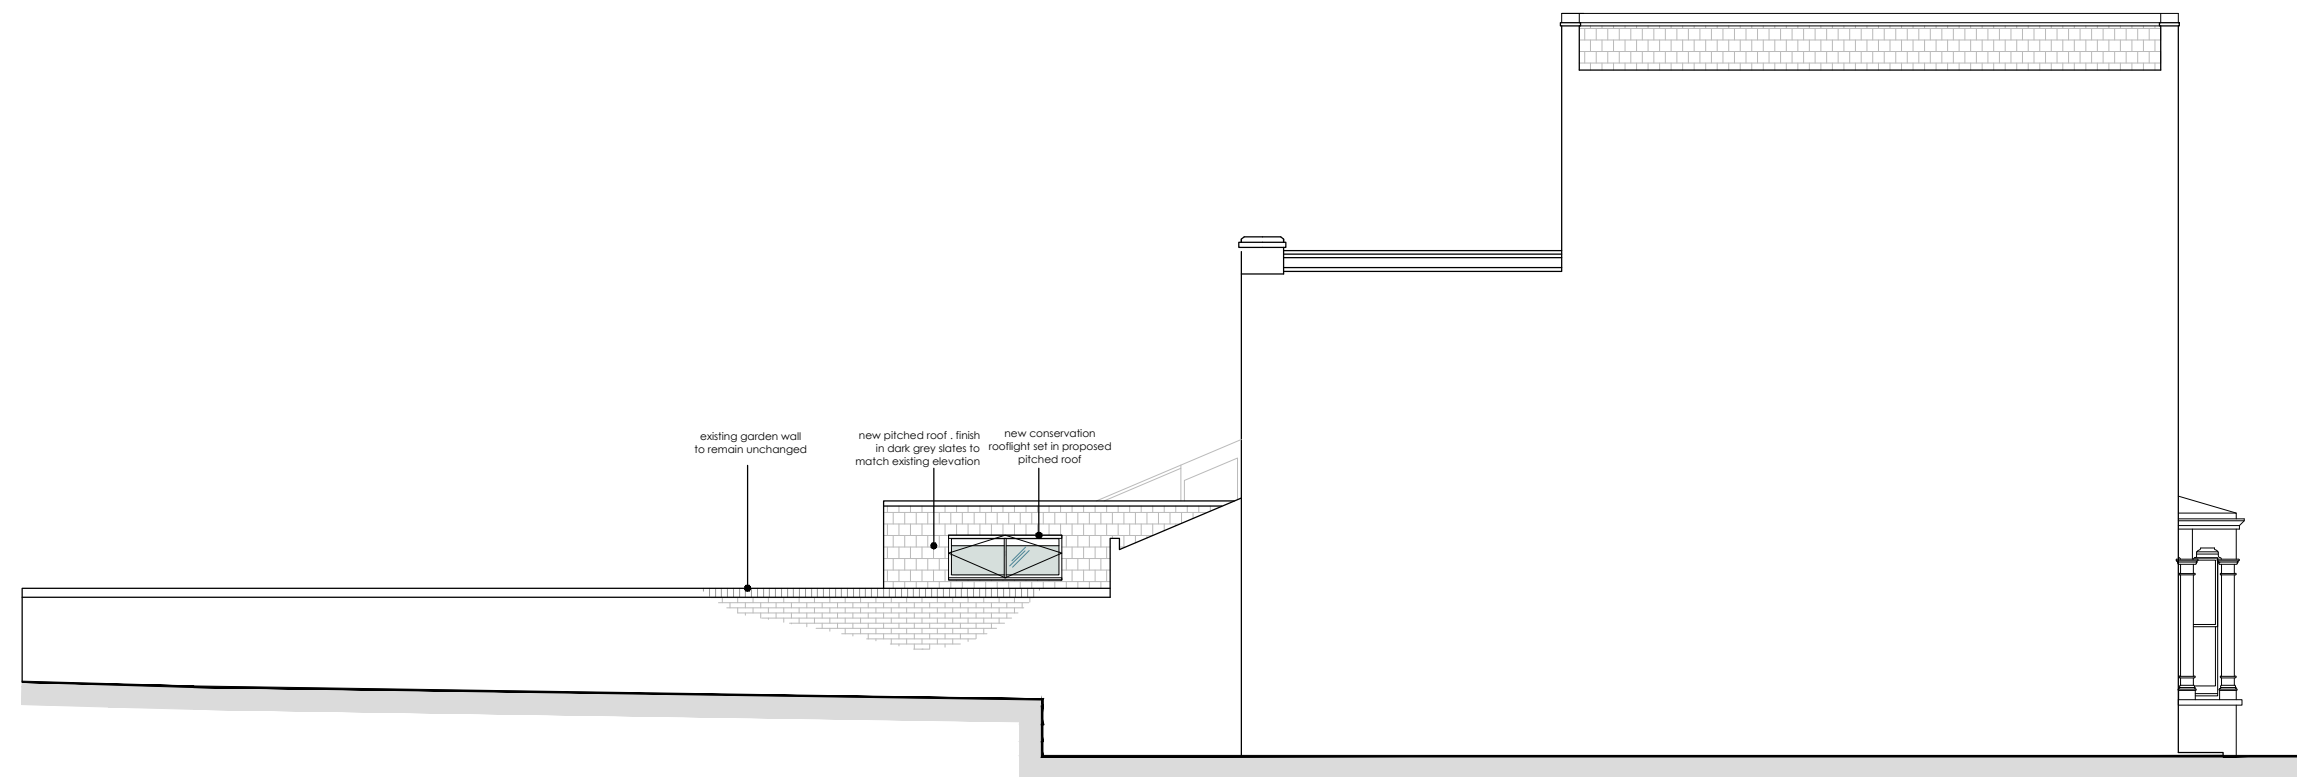 existing garden wall
to remain unchanged
new pitched roof . finish
in dark grey slates to
match existing elevation
new conservation
rooflight set in proposed
pitched roof